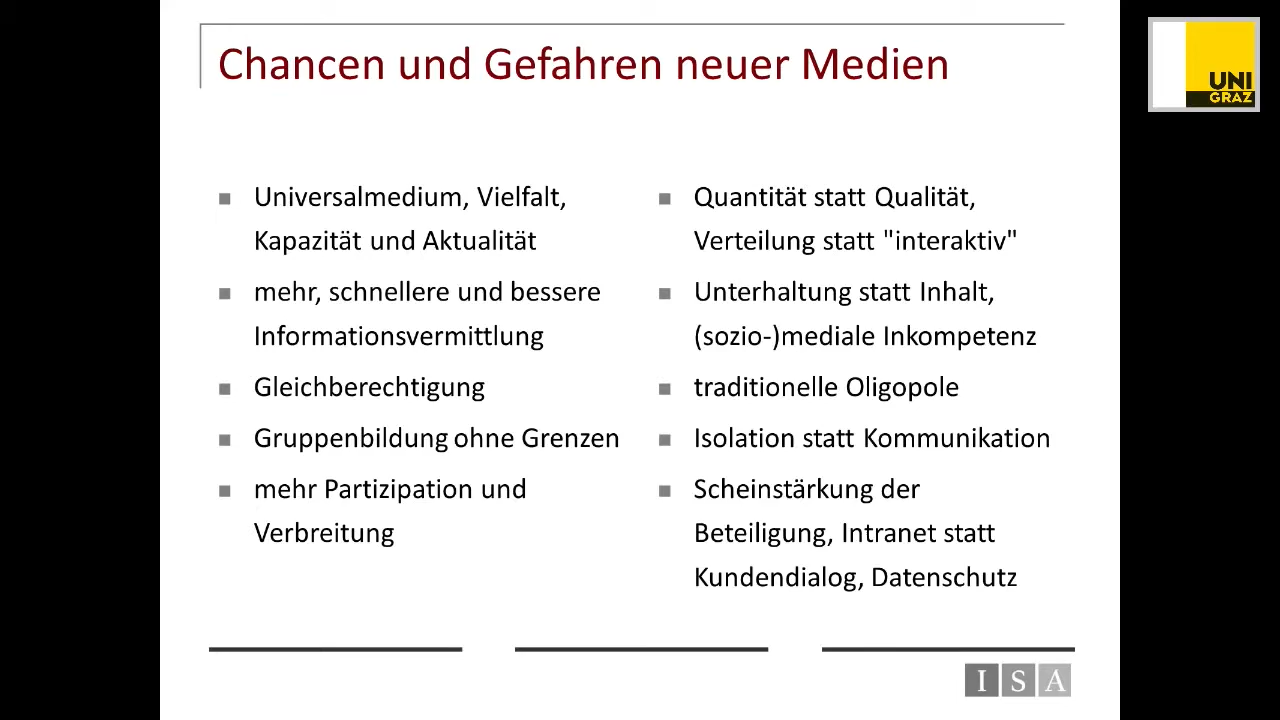 Chancen und Gefahren neuer Medien
UNI
GRAZ
Universalmedium, Vielfalt,
Kapazität und Aktualität
mehr, schnellere und bessere
Informationsvermittlung
Gleichberechtigung
Gruppenbildung ohne Grenzen
mehr Partizipation und
Verbreitung
Quantität statt Qualität,
Verteilung statt "interaktiv"
Unterhaltung statt Inhalt,
(sozio-)mediale Inkompetenz
traditionelle Oligopole
Isolation statt Kommunikation
Scheinstärkung der
Beteiligung, Intranet statt
Kundendialog, Datenschutz
I S A